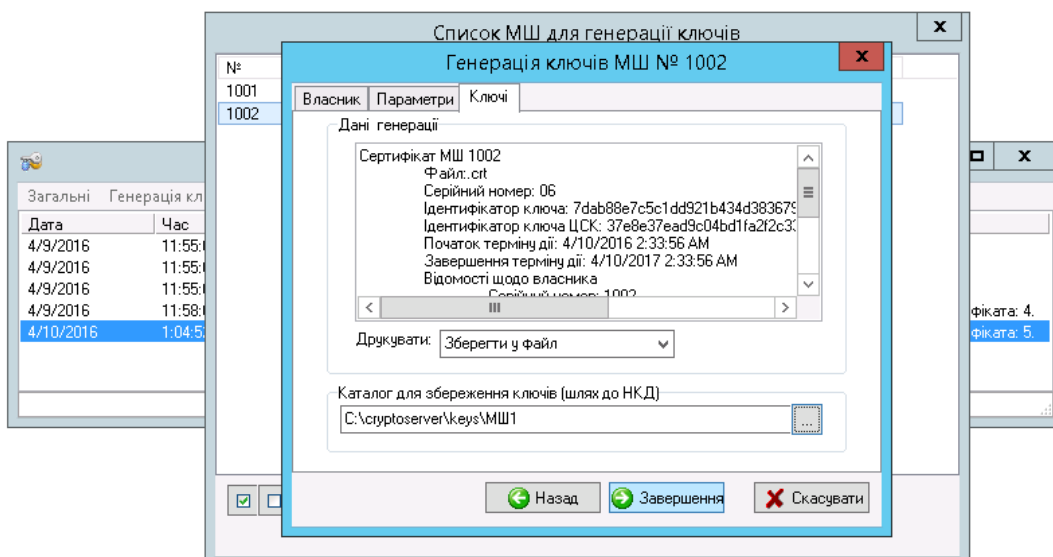 Список МШ для генерації ключів
№
1001
1002
Генерація ключів МШ № 1002
Власник Параметри Ключі
Дані генерації
Сертифікат МШ 1002
Файл:.crt
Серійний номер: 06
Ідентифікатор ключа: 7dab88e7c5c1dd921b434d383679
Ідентифікатор ключа ЦСК: 37e8e37ead9c04bd1fa2f2c33
Початок терміну дії: 4/10/2016 2:33:56 AM
Завершення терміну дії: 4/10/2017 2:33:56 AM
Відомості щодо власника
Серійний номер: 1002
Друкувати: Зберегти у файл
Каталог для збереження ключів (шлях до НКД)
C:\cryptoserver\keys\МШ1
...
Назад Завершення Скасувати
Загальні Генерація кл
Дата Час
4/9/2016 11:55:
4/9/2016 11:55:
4/9/2016 11:55:
4/9/2016 11:58: фіката: 4.
4/10/2016 1:04:5 фіката: 5.